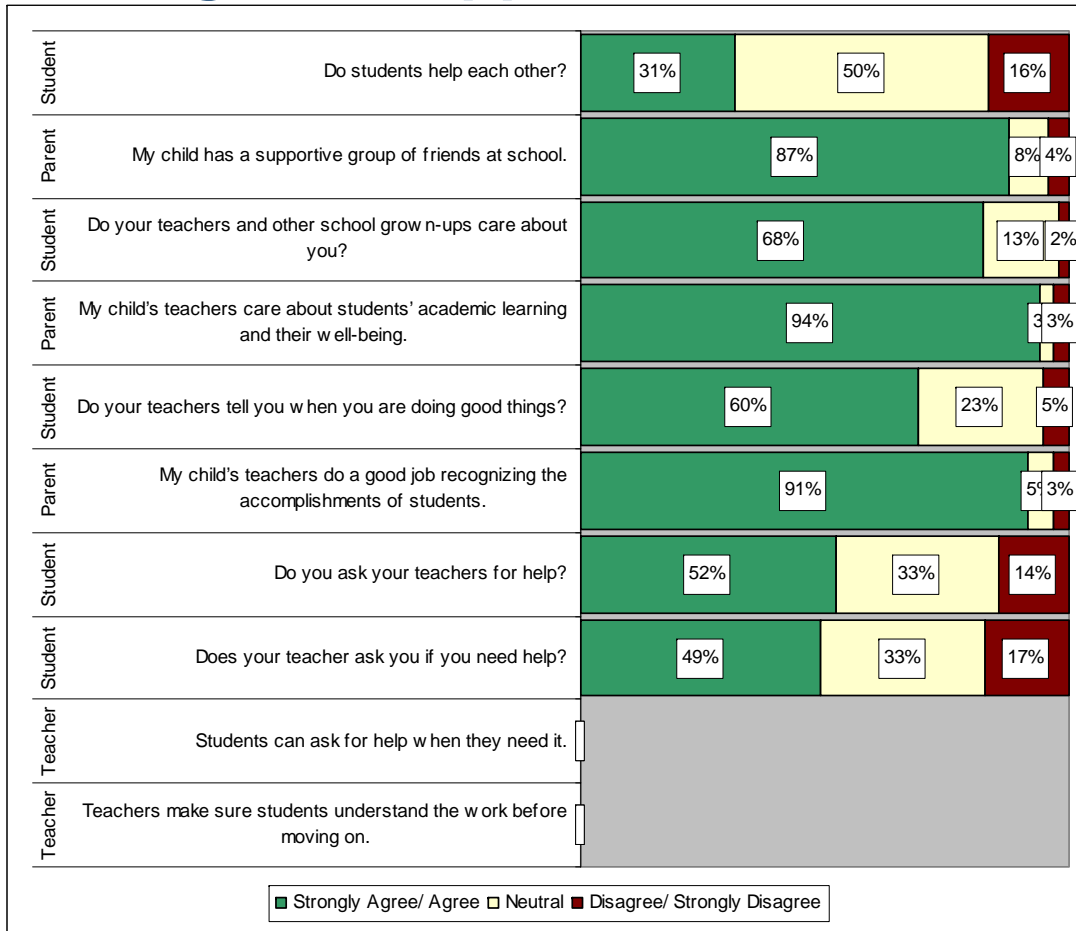 Student
Do students help each other?
31%
50%
16%
Parent
My child has a supportive group of friends at school.
87%
8%
4%
Student
Do your teachers and other school grown-ups care about
you?
68%
13%
2%
Parent
My child's teachers care about students' academic learning
and their well-being.
94%
3%
Student
Do your teachers tell you when you are doing good things?
60%
23%
5%
Parent
My child's teachers do a good job recognizing the
accomplishments of students.
91%
5%
3%
Student
Do you ask your teachers for help?
52%
33%
14%
Student
Does your teacher ask you if you need help?
49%
33%
17%
Teacher
Students can ask for help when they need it.
Teacher
Teachers make sure students understand the work before
moving on.
Strongly Agree/ Agree Neutral Disagree/ Strongly Disagree